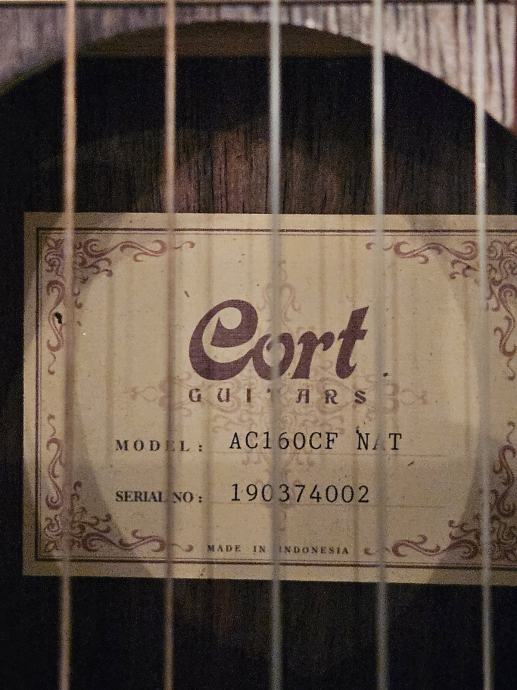 Cort
GUITARS
MODEL: AC160CF NAT
SERIAL NO: 190374002
MADE IN INDONESIA